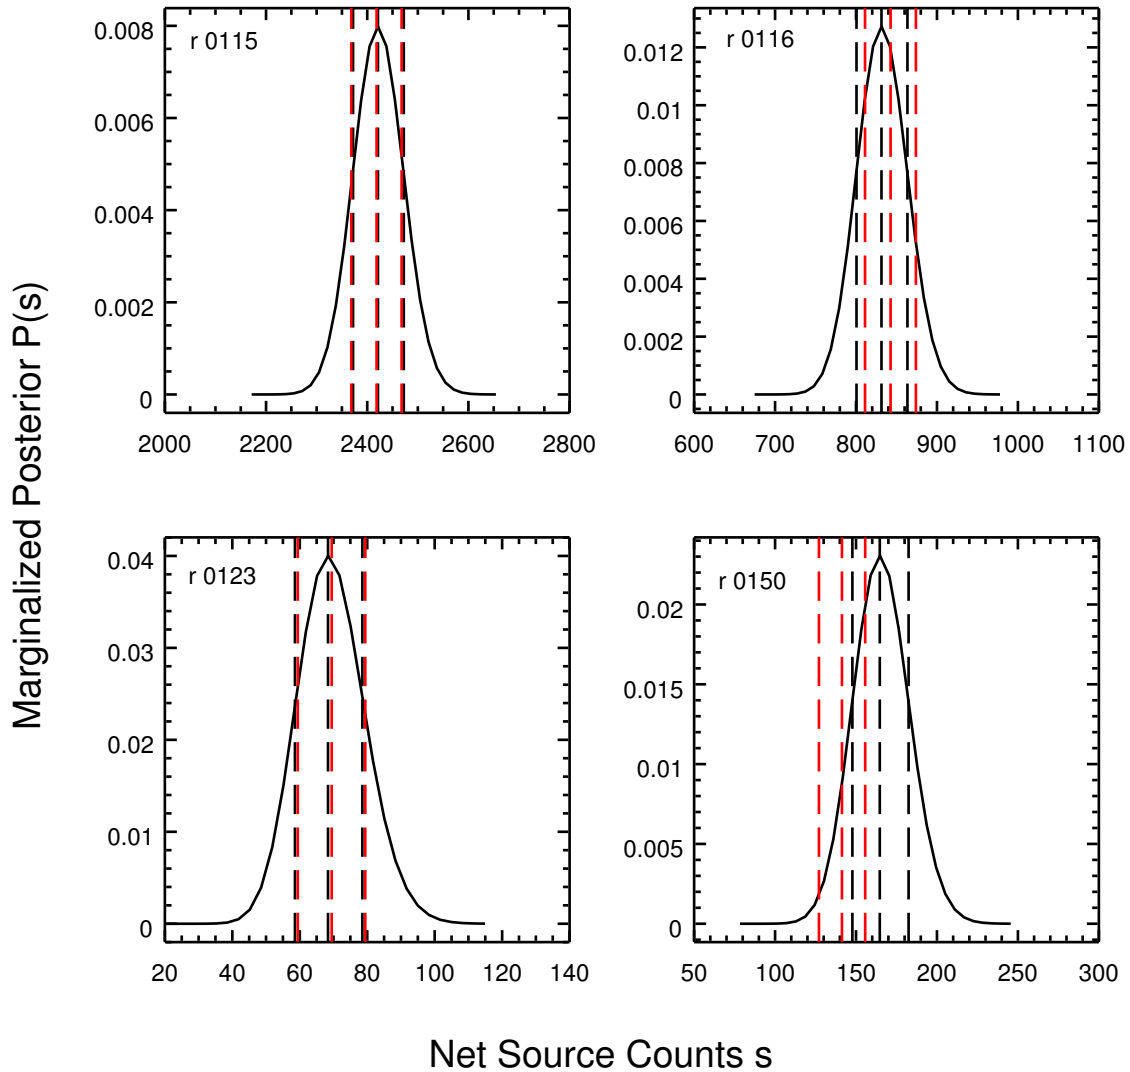 Marginalized Posterior P(s)
r 0115
0.008
0.006
0.004
0.002
0
2000 2200 2400 2600 2800
r 0116
0.012
0.01
0.008
0.006
0.004
0.002
0
600 700 800 900 1000 1100
r 0123
0.04
0.03
0.02
0.01
0
20 40 60 80 100 120 140
r 0150
0.02
0.015
0.01
0.005
0
50 100 150 200 250 300
Net Source Counts s